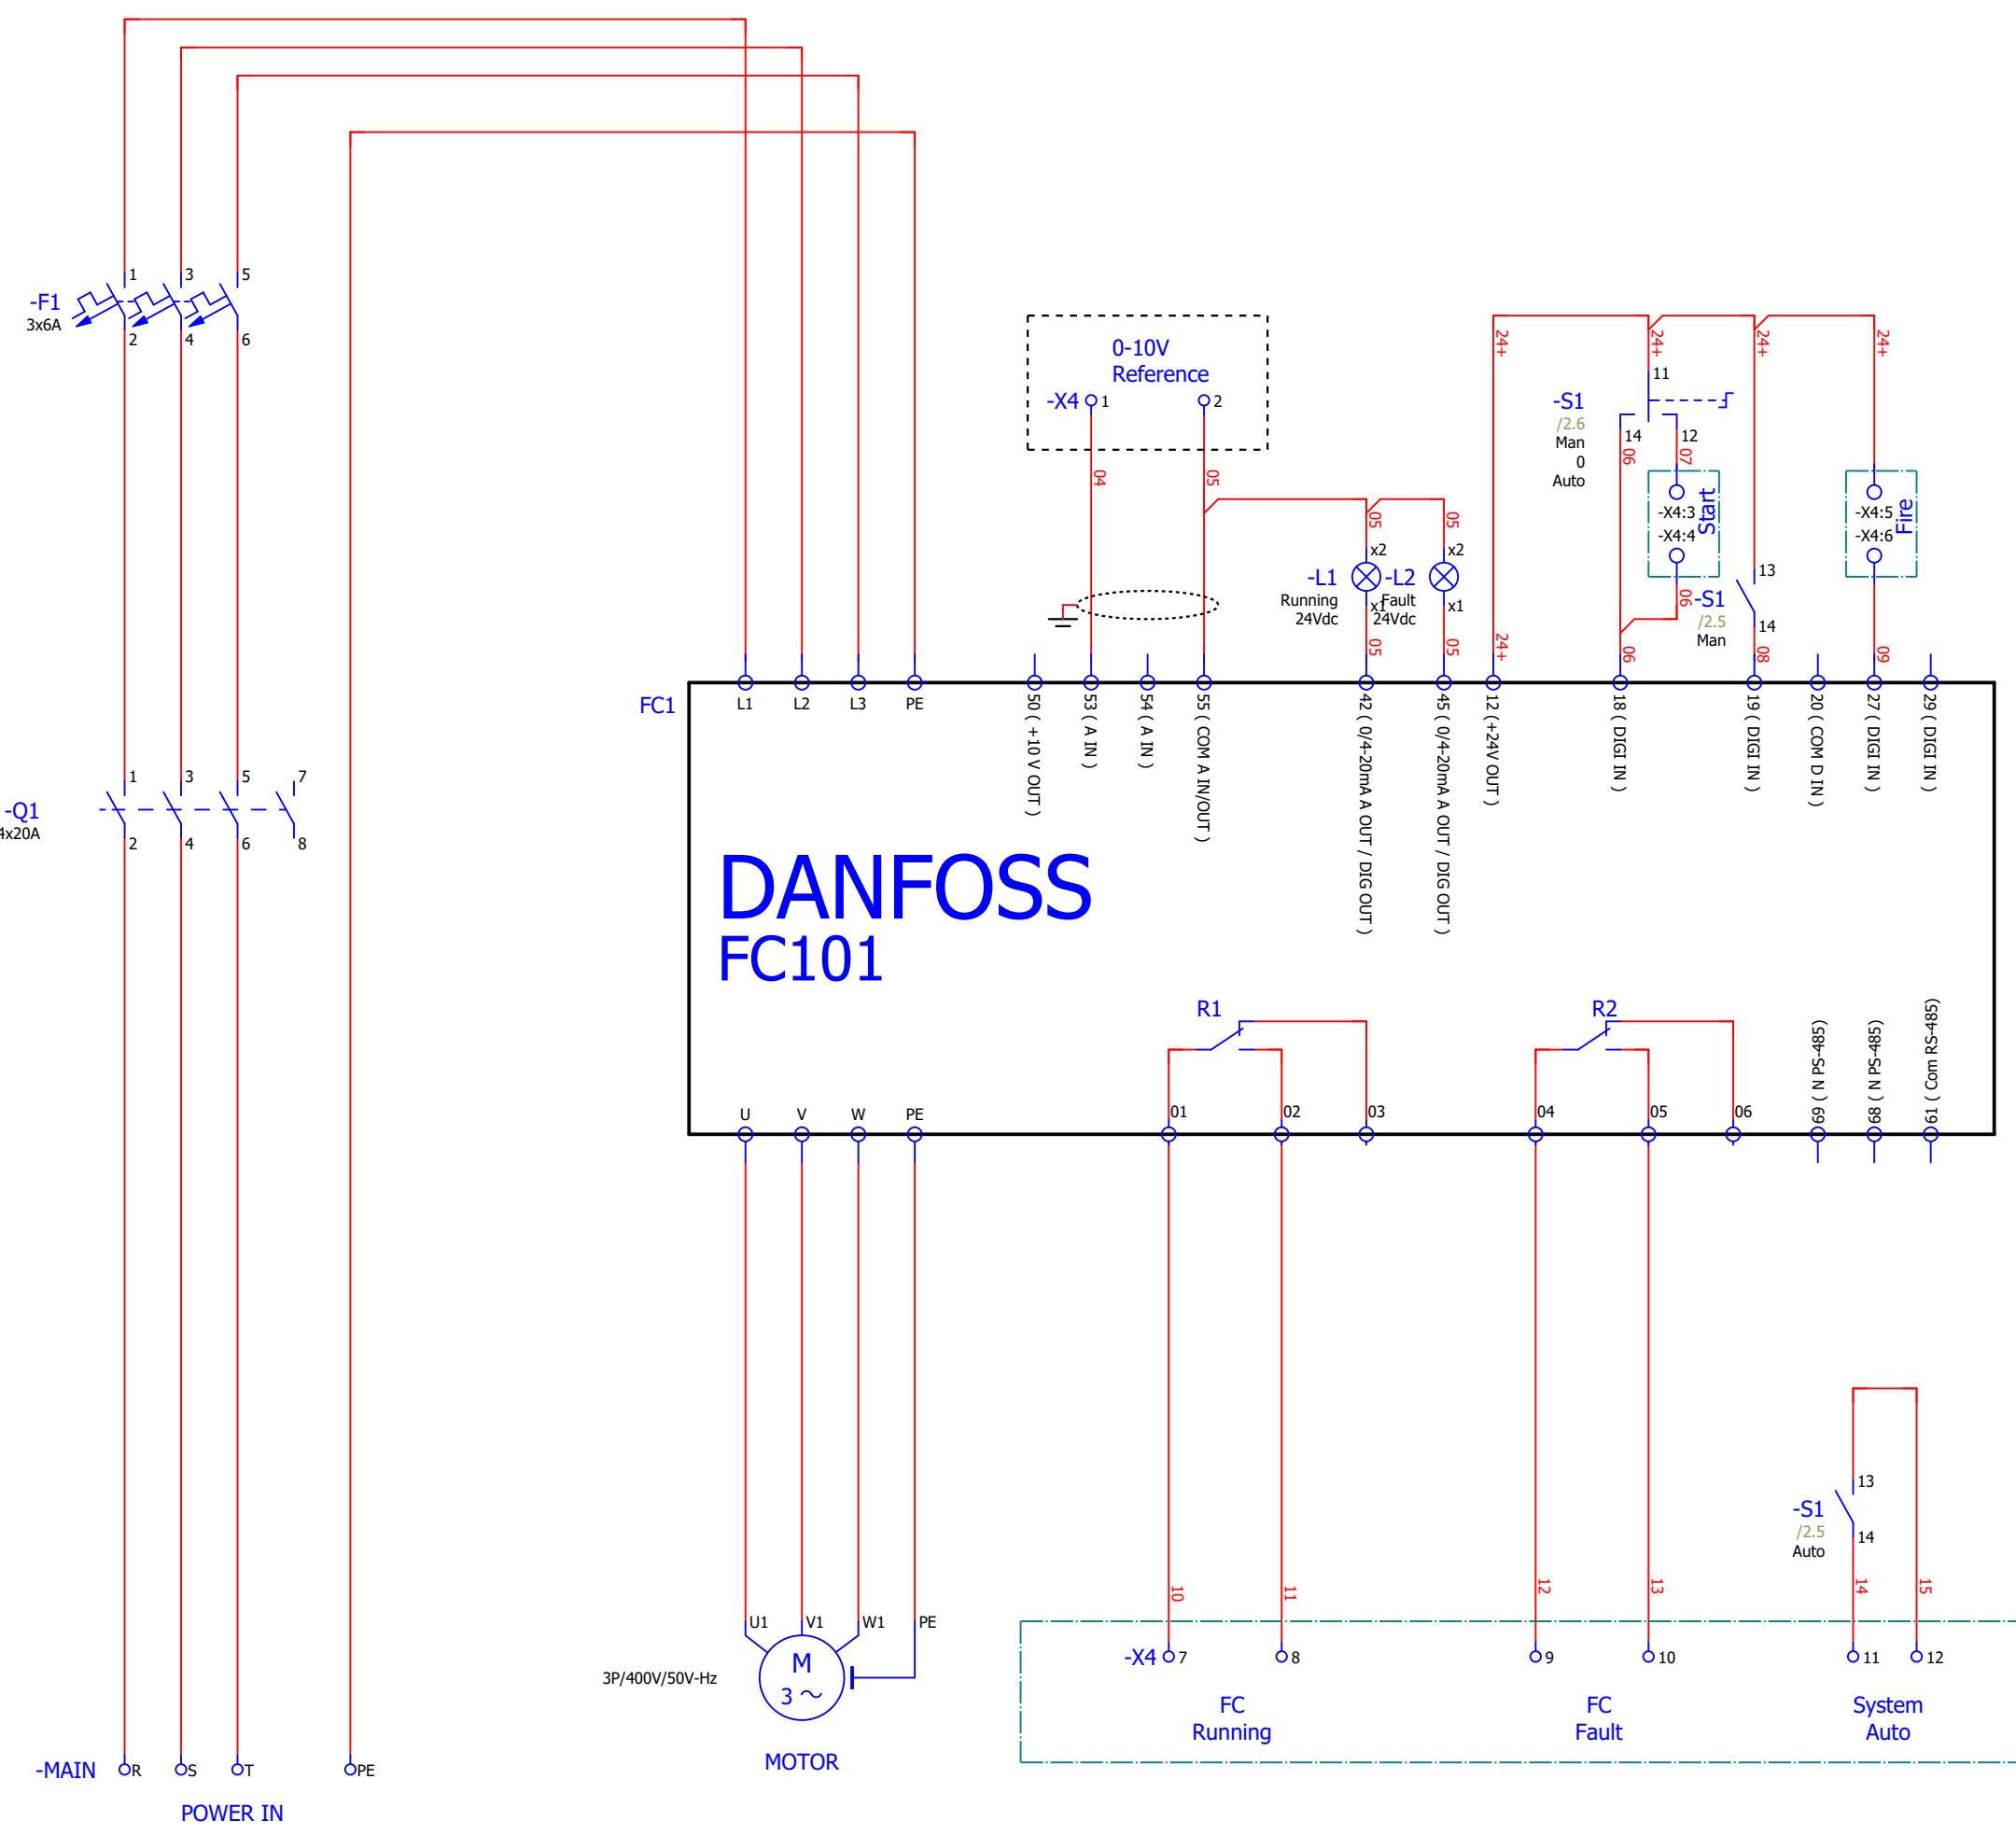 -F1
3x6A
1
3
5
2
4
6
-Q1
4x20A
1
3
5
7
2
4
6
8
-MAIN
R
S
T
PE
POWER IN
0-10V
Reference
-X4
1
2
04
05
05
05
x2
x2
-L1
Running
24Vdc
x1
-L2
Fault
24Vdc
x1
05
05
24+
24+
24+
24+
24+
-S1
/2.6
Man
0
Auto
11
14
12
06
07
-X4:3
-X4:4
Start
06
06
-S1
/2.5
Man
13
14
08
-X4:5
-X4:6
Fire
09
FC1
L1
L2
L3
PE
50 ( +10 V OUT )
53 ( A IN )
54 ( A IN )
55 ( COM A IN/OUT )
42 ( 0/4-20mA A OUT / DIG OUT )
45 ( 0/4-20mA A OUT / DIG OUT )
12 (+24V OUT )
18 ( DIGI IN )
19 ( DIGI IN )
20 ( COM D IN )
27 ( DIGI IN )
29 ( DIGI IN )
DANFOSS
FC101
R1
R2
U
V
W
PE
01
02
03
04
05
06
69 ( N PS-485)
68 ( N PS-485)
61 ( Com RS-485)
U1
V1
W1
PE
M
3
3P/400V/50V-Hz
MOTOR
10
11
12
13
-S1
/2.5
Auto
13
14
14
15
-X4
7
8
9
10
11
12
FC
Running
FC
Fault
System
Auto